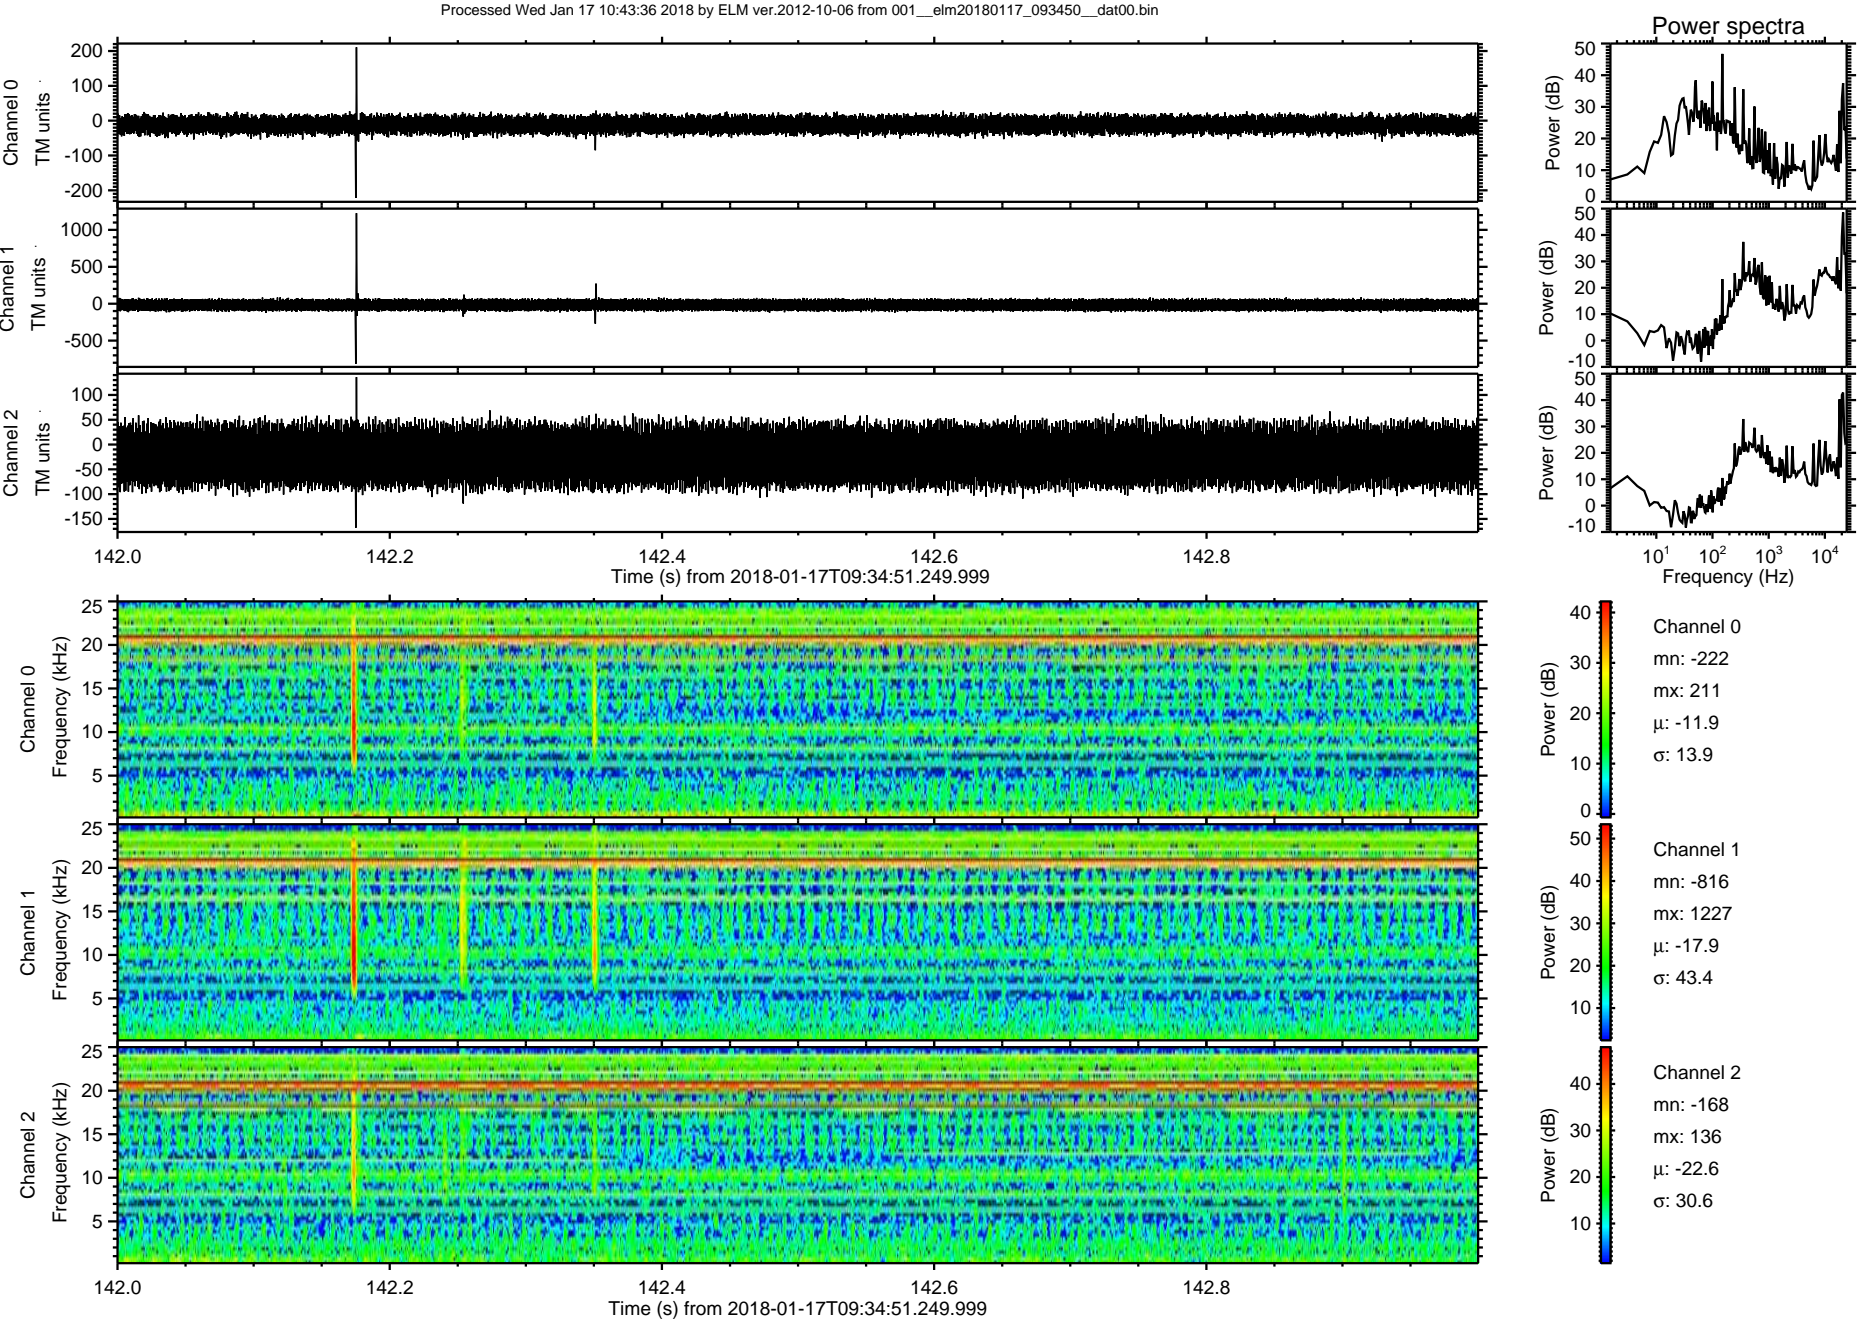 Processed Wed Jan 17 10:43:36 2018 by ELM ver.2012-10-06 from 001__elm20180117_093450__dat00.bin
Power spectra
Channel 0
TM units
200
100
0
-100
-200
Power (dB)
50
40
30
20
10
0
Channel 1
TM units
1000
500
0
-500
Power (dB)
50
40
30
20
10
0
-10
Channel 2
TM units
100
50
0
-50
-100
-150
Power (dB)
50
40
30
20
10
0
-10
142.0 142.2 142.4 142.6 142.8
Time (s) from 2018-01-17T09:34:51.249.999
10¹ 10² 10³ 10⁴
Frequency (Hz)
Channel 0
Frequency (kHz)
25
20
15
10
5
Power (dB)
40
30
20
10
0
Channel 0
mn: -222
mx: 211
µ: -11.9
σ: 13.9
Channel 1
Frequency (kHz)
25
20
15
10
5
Power (dB)
50
40
30
20
10
Channel 1
mn: -816
mx: 1227
µ: -17.9
σ: 43.4
Channel 2
Frequency (kHz)
25
20
15
10
5
Power (dB)
40
30
20
10
Channel 2
mn: -168
mx: 136
µ: -22.6
σ: 30.6
142.0 142.2 142.4 142.6 142.8
Time (s) from 2018-01-17T09:34:51.249.999